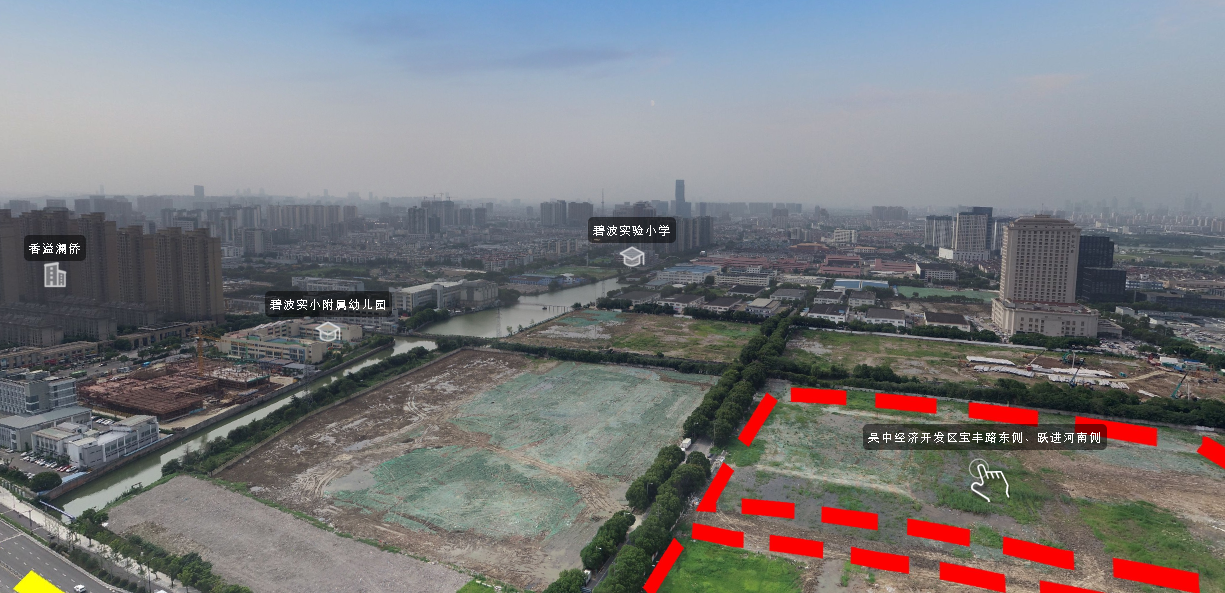 碧波实验小学
香溢澜侨
碧波实小附属幼儿园
吴中经济开发区宝丰路东侧、跃进河南侧